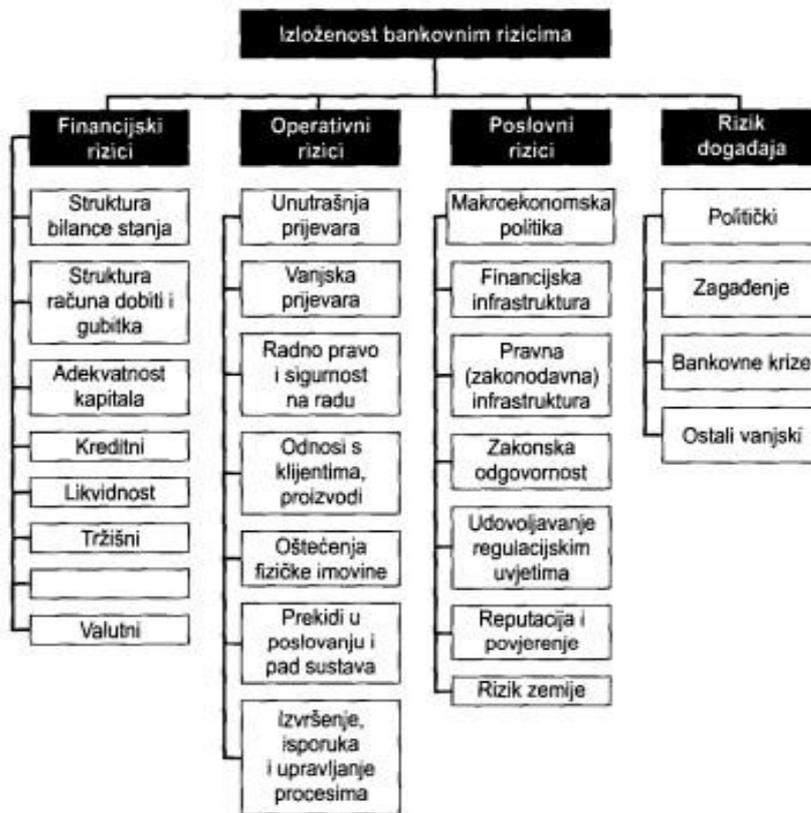 Izloženost bankovnim rizicima
Financijski
rizici
Struktura
bilance stanja
Struktura
računa dobiti i
gubitka
Adekvatnost
kapitala
Kreditni
Likvidnost
Tržišni
Valutni
Operativni
rizici
Unutrašnja
prijevara
Vanjska
prijevara
Radno pravo
i sigurnost
na radu
Odnosi s
klijentima,
proizvodi
Oštećenja
fizičke imovine
Prekidi u
poslovanju i
pad sustava
Izvršenje,
isporuka
i upravljanje
procesima
Poslovni
rizici
Makroekonomska
politika
Financijska
infrastruktura
Pravna
(zakonodavna)
infrastruktura
Zakonska
odgovornost
Udovoljavanje
regulacijskim
uvjetima
Reputacija i
povjerenje
Rizik zemije
Rizik
događaja
Politički
Zagađenje
Bankovne krize
Ostali vanjski